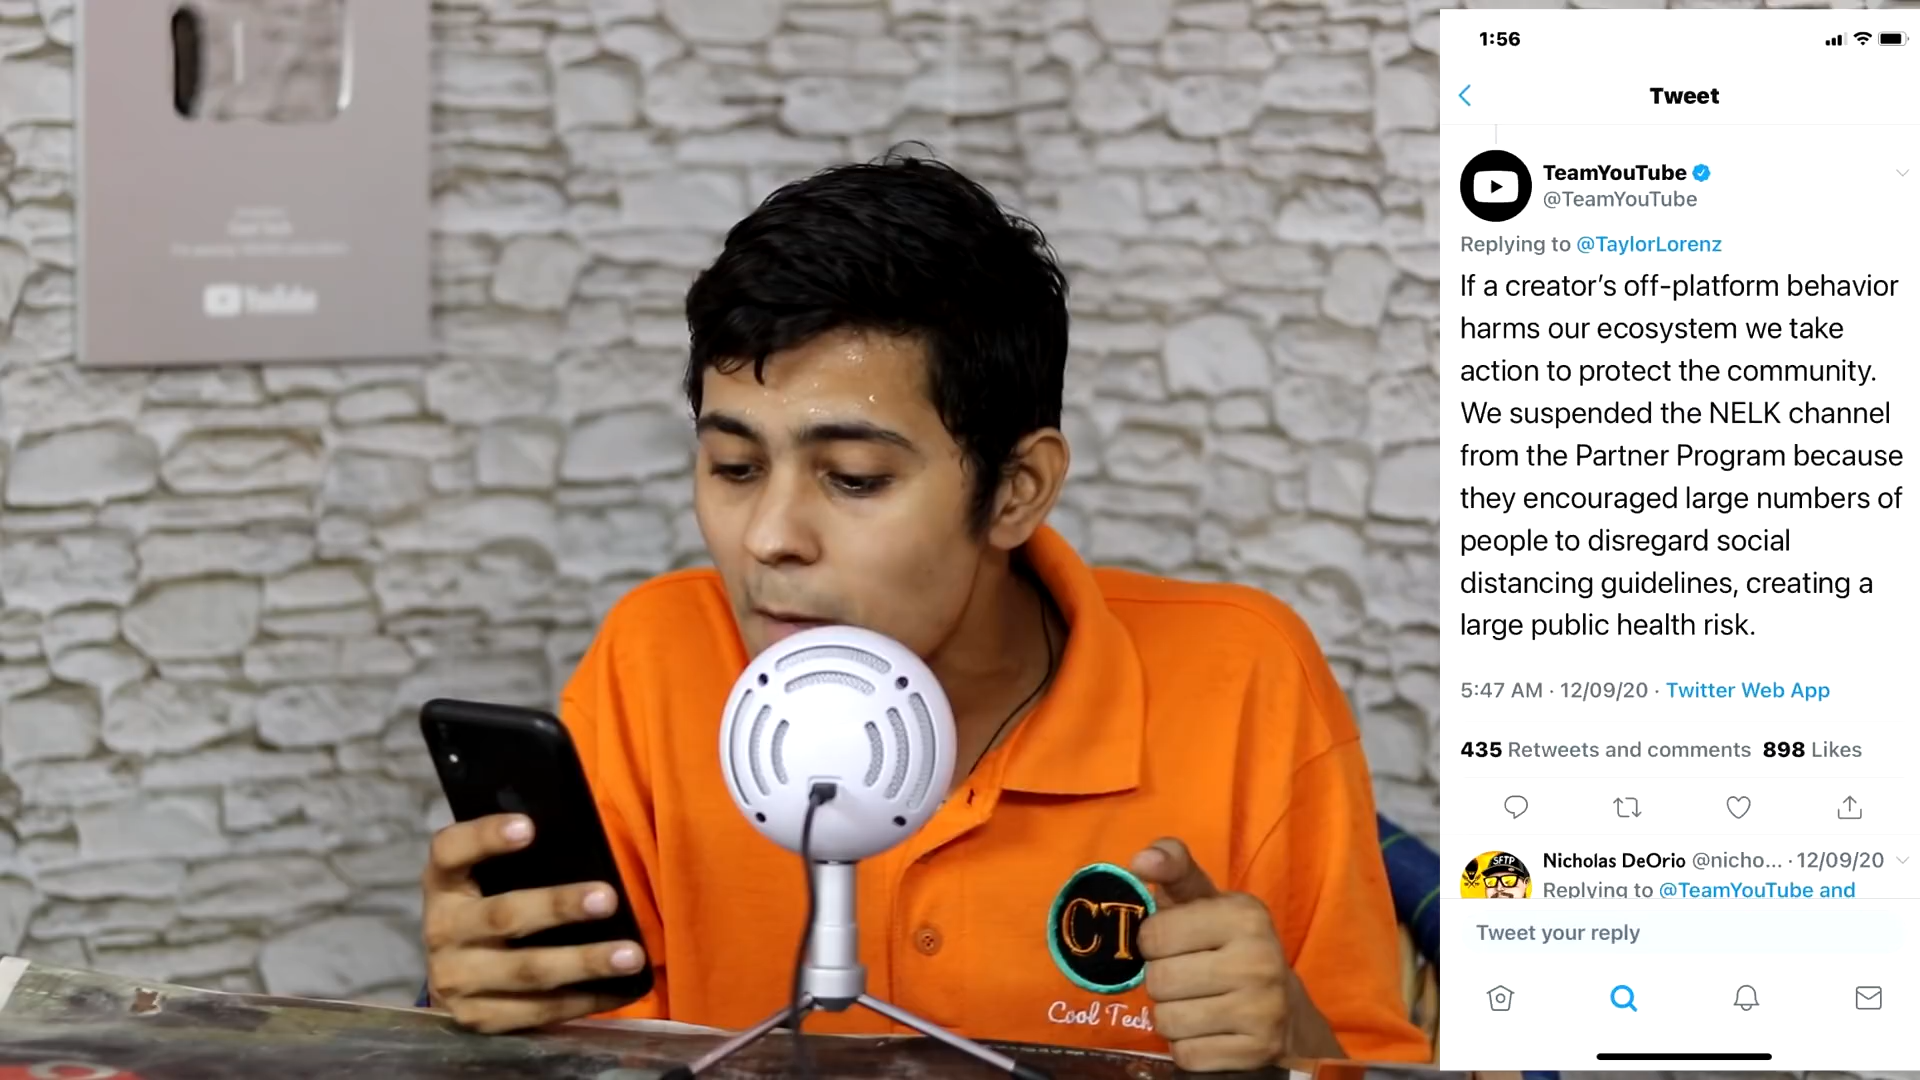 YouTube
CT
Cool Tech
1:56
Tweet
TeamYouTube
@TeamYouTube
Replying to @TaylorLorenz
If a creator’s off-platform behavior
harms our ecosystem we take
action to protect the community.
We suspended the NELK channel
from the Partner Program because
they encouraged large numbers of
people to disregard social
distancing guidelines, creating a
large public health risk.
5:47 AM · 12/09/20 · Twitter Web App
435 Retweets and comments 898 Likes
SFTP
Nicholas DeOrio @nicho... · 12/09/20
Replying to @TeamYouTube and
Tweet your reply